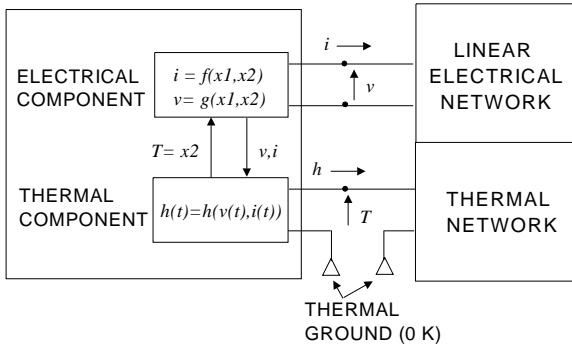 ELECTRICAL
COMPONENT
i = f(x1,x2)
v= g(x1,x2)
T= x2
v,i
THERMAL
COMPONENT
h(t)=h(v(t),i(t))
i
v
h
T
LINEAR
ELECTRICAL
NETWORK
THERMAL
NETWORK
THERMAL
GROUND (0 K)